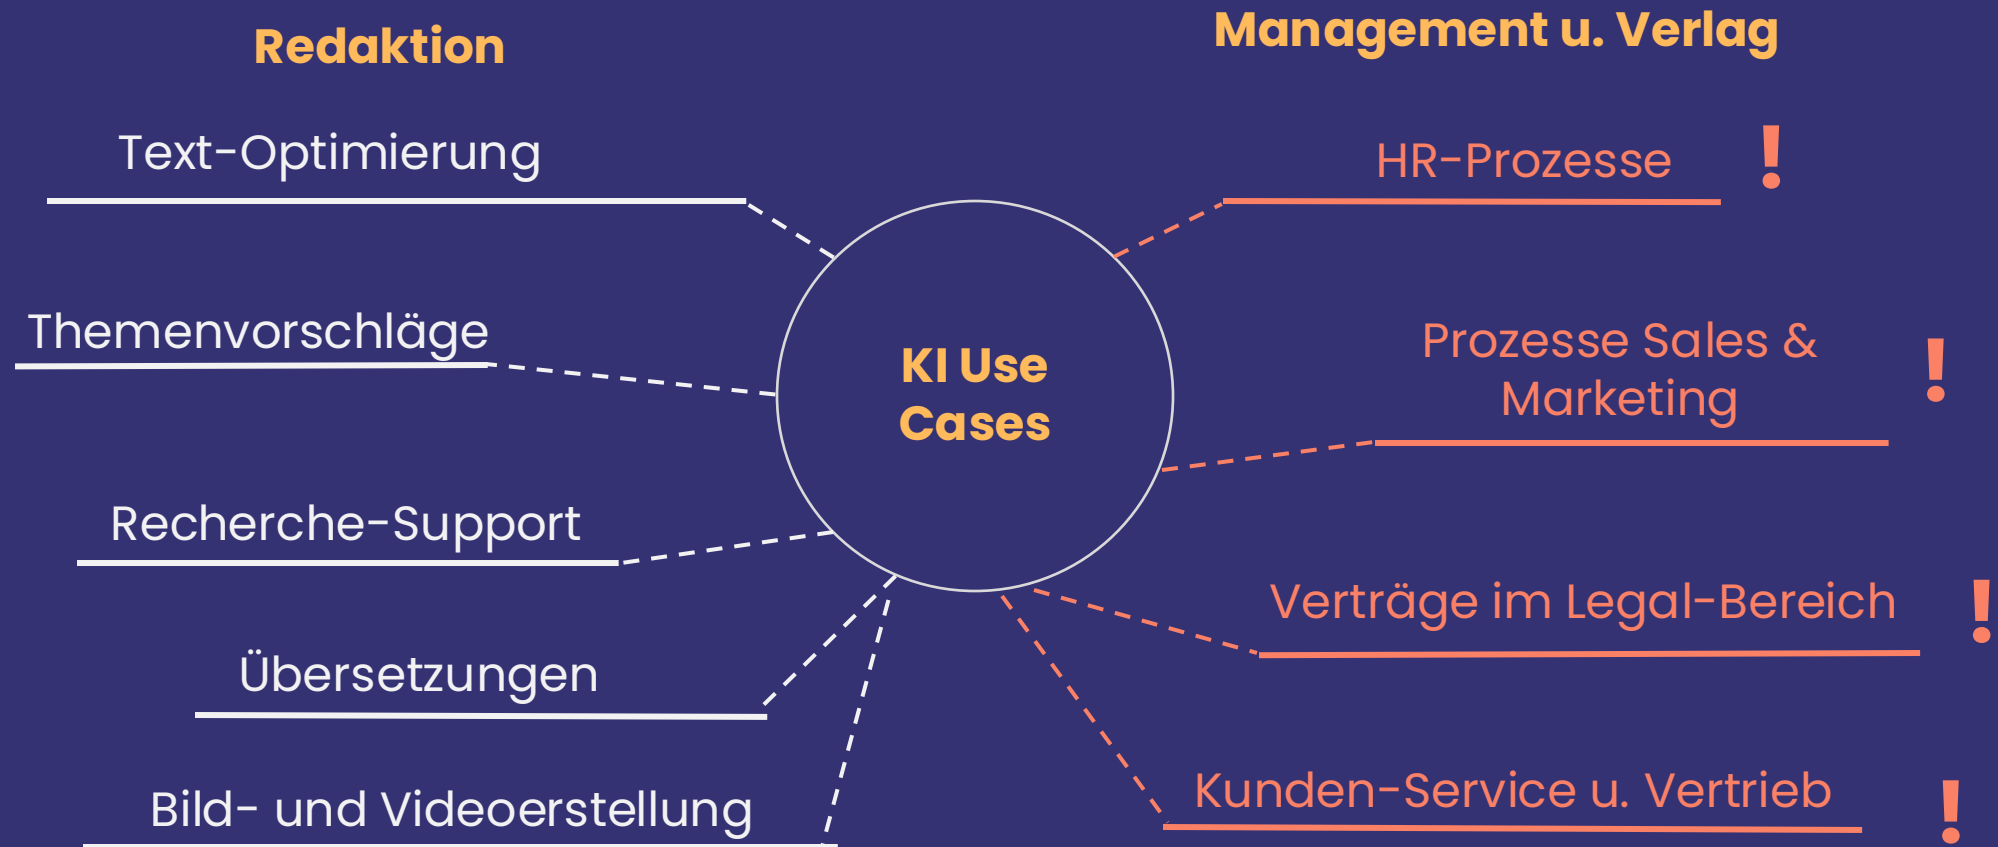 Redaktion
Text-Optimierung
Themenvorschläge
Recherche-Support
Übersetzungen
Bild- und Videoerstellung
KI Use
Cases
Management u. Verlag
HR-Prozesse !
Prozesse Sales &
Marketing !
Verträge im Legal-Bereich !
Kunden-Service u. Vertrieb !